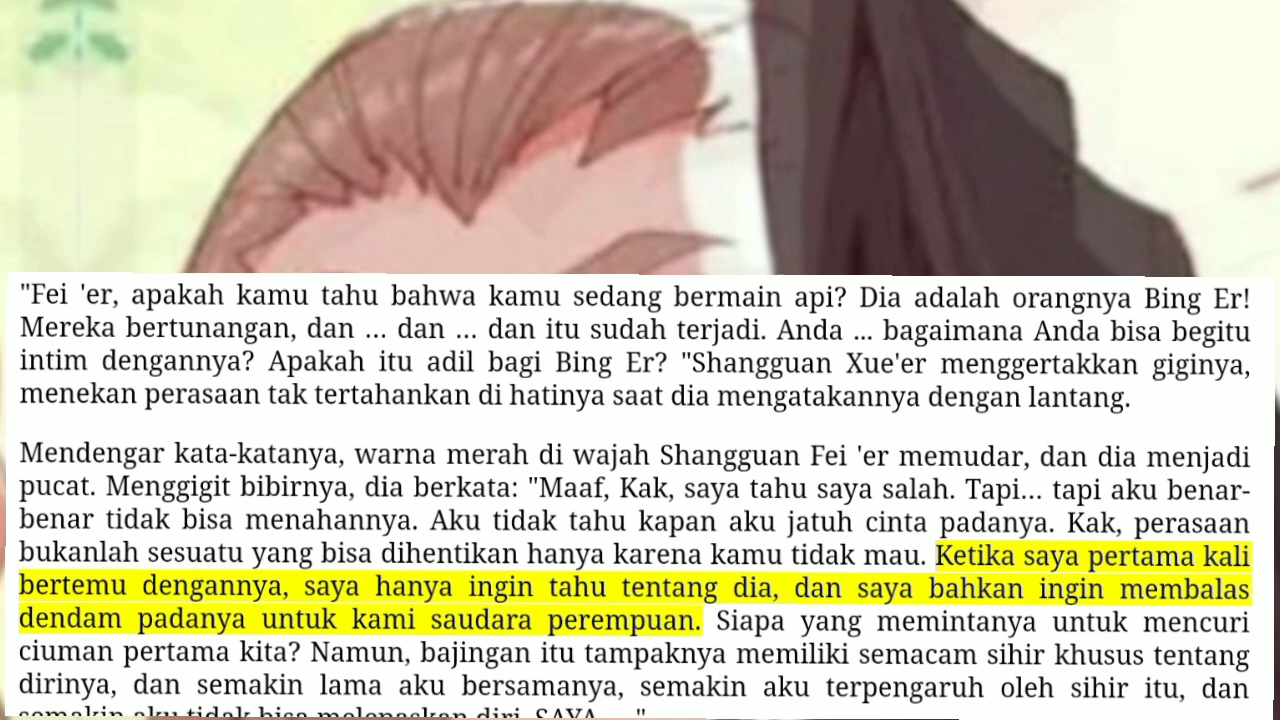 "Fei 'er, apakah kamu tahu bahwa kamu sedang bermain api? Dia adalah orangnya Bing Er!
Mereka bertunangan, dan ... dan ... dan itu sudah terjadi. Anda ... bagaimana Anda bisa begitu
intim dengannya? Apakah itu adil bagi Bing Er? "Shangguan Xue'er menggertakkan giginya,
menekan perasaan tak tertahankan di hatinya saat dia mengatakannya dengan lantang.
Mendengar kata-katanya, warna merah di wajah Shangguan Fei 'er memudar, dan dia menjadi
pucat. Menggigit bibirnya, dia berkata: "Maaf, Kak, saya tahu saya salah. Tapi... tapi aku benar-
benar tidak bisa menahannya. Aku tidak tahu kapan aku jatuh cinta padanya. Kak, perasaan
bukanlah sesuatu yang bisa dihentikan hanya karena kamu tidak mau. Ketika saya pertama kali
bertemu dengannya, saya hanya ingin tahu tentang dia, dan saya bahkan ingin membalas
dendam padanya untuk kami saudara perempuan. Siapa yang memintanya untuk mencuri
ciuman pertama kita? Namun, bajingan itu tampaknya memiliki semacam sihir khusus tentang
dirinya, dan semakin lama aku bersamanya, semakin aku terpengaruh oleh sihir itu, dan
semakin aku tidak bisa melepaskan diri. SAYA ... "